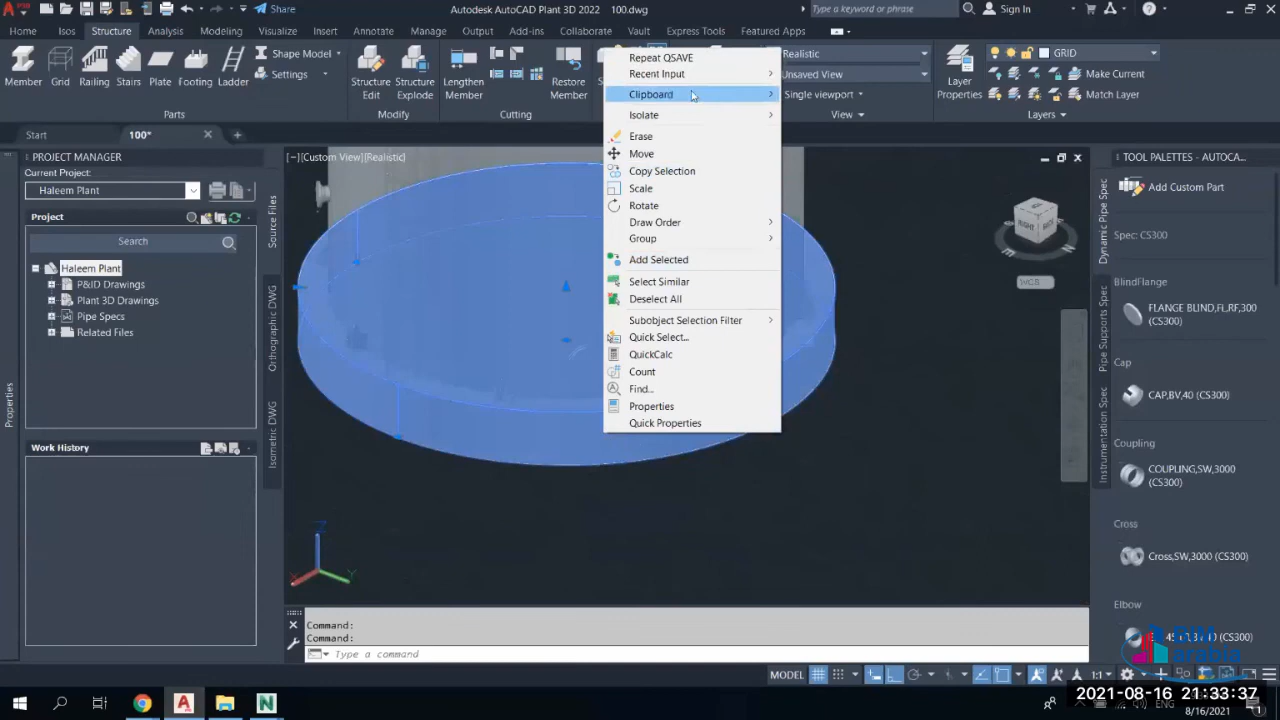 Share
Autodesk AutoCAD Plant 3D 2022 100.dwg
Type a keyword or phrase
Sign In
Home Isos Structure Analysis Modeling Visualize Insert Annotate Manage Output Add-ins Collaborate Vault Express Tools Featured Apps
Member Grid Railing Stairs Plate Footing Ladder
Shape Model
Settings
Structure Edit
Structure Explode
Lengthen Member
Restore Member
Parts Modify Cutting View Layers
Realistic
Unsaved View
Single viewport
Layer Properties
GRID
Make Current
Match Layer
Repeat QSAVE
Recent Input
Clipboard
Isolate
Erase
Move
Copy Selection
Scale
Rotate
Draw Order
Group
Add Selected
Select Similar
Deselect All
Subobject Selection Filter
Quick Select...
QuickCalc
Count
Find...
Properties
Quick Properties
Start 100*
PROJECT MANAGER
Current Project:
Haleem Plant
Project
Search
Haleem Plant
P&ID Drawings
Plant 3D Drawings
Pipe Specs
Related Files
Work History
Properties
Source Files
Orthographic DWG
Isometric DWG
[−][Custom View][Realistic]
RIGHT
WCS
Z
X
Y
TOOL PALETTES - AUTOCA...
Add Custom Part
Spec: CS300
BlindFlange
FLANGE BLIND,FL,RF,300 (CS300)
Cap
CAP,BV,40 (CS300)
Coupling
COUPLING,SW,3000 (CS300)
Cross
Cross,SW,3000 (CS300)
Elbow
(CS300)
Dynamic Pipe Spec
Pipe Supports Spec
Instrumentation Spec
Command:
Command:
Type a command
MODEL
1:1
BIM arabia
2021-08-16 21:33:37
ENG
8/16/2021